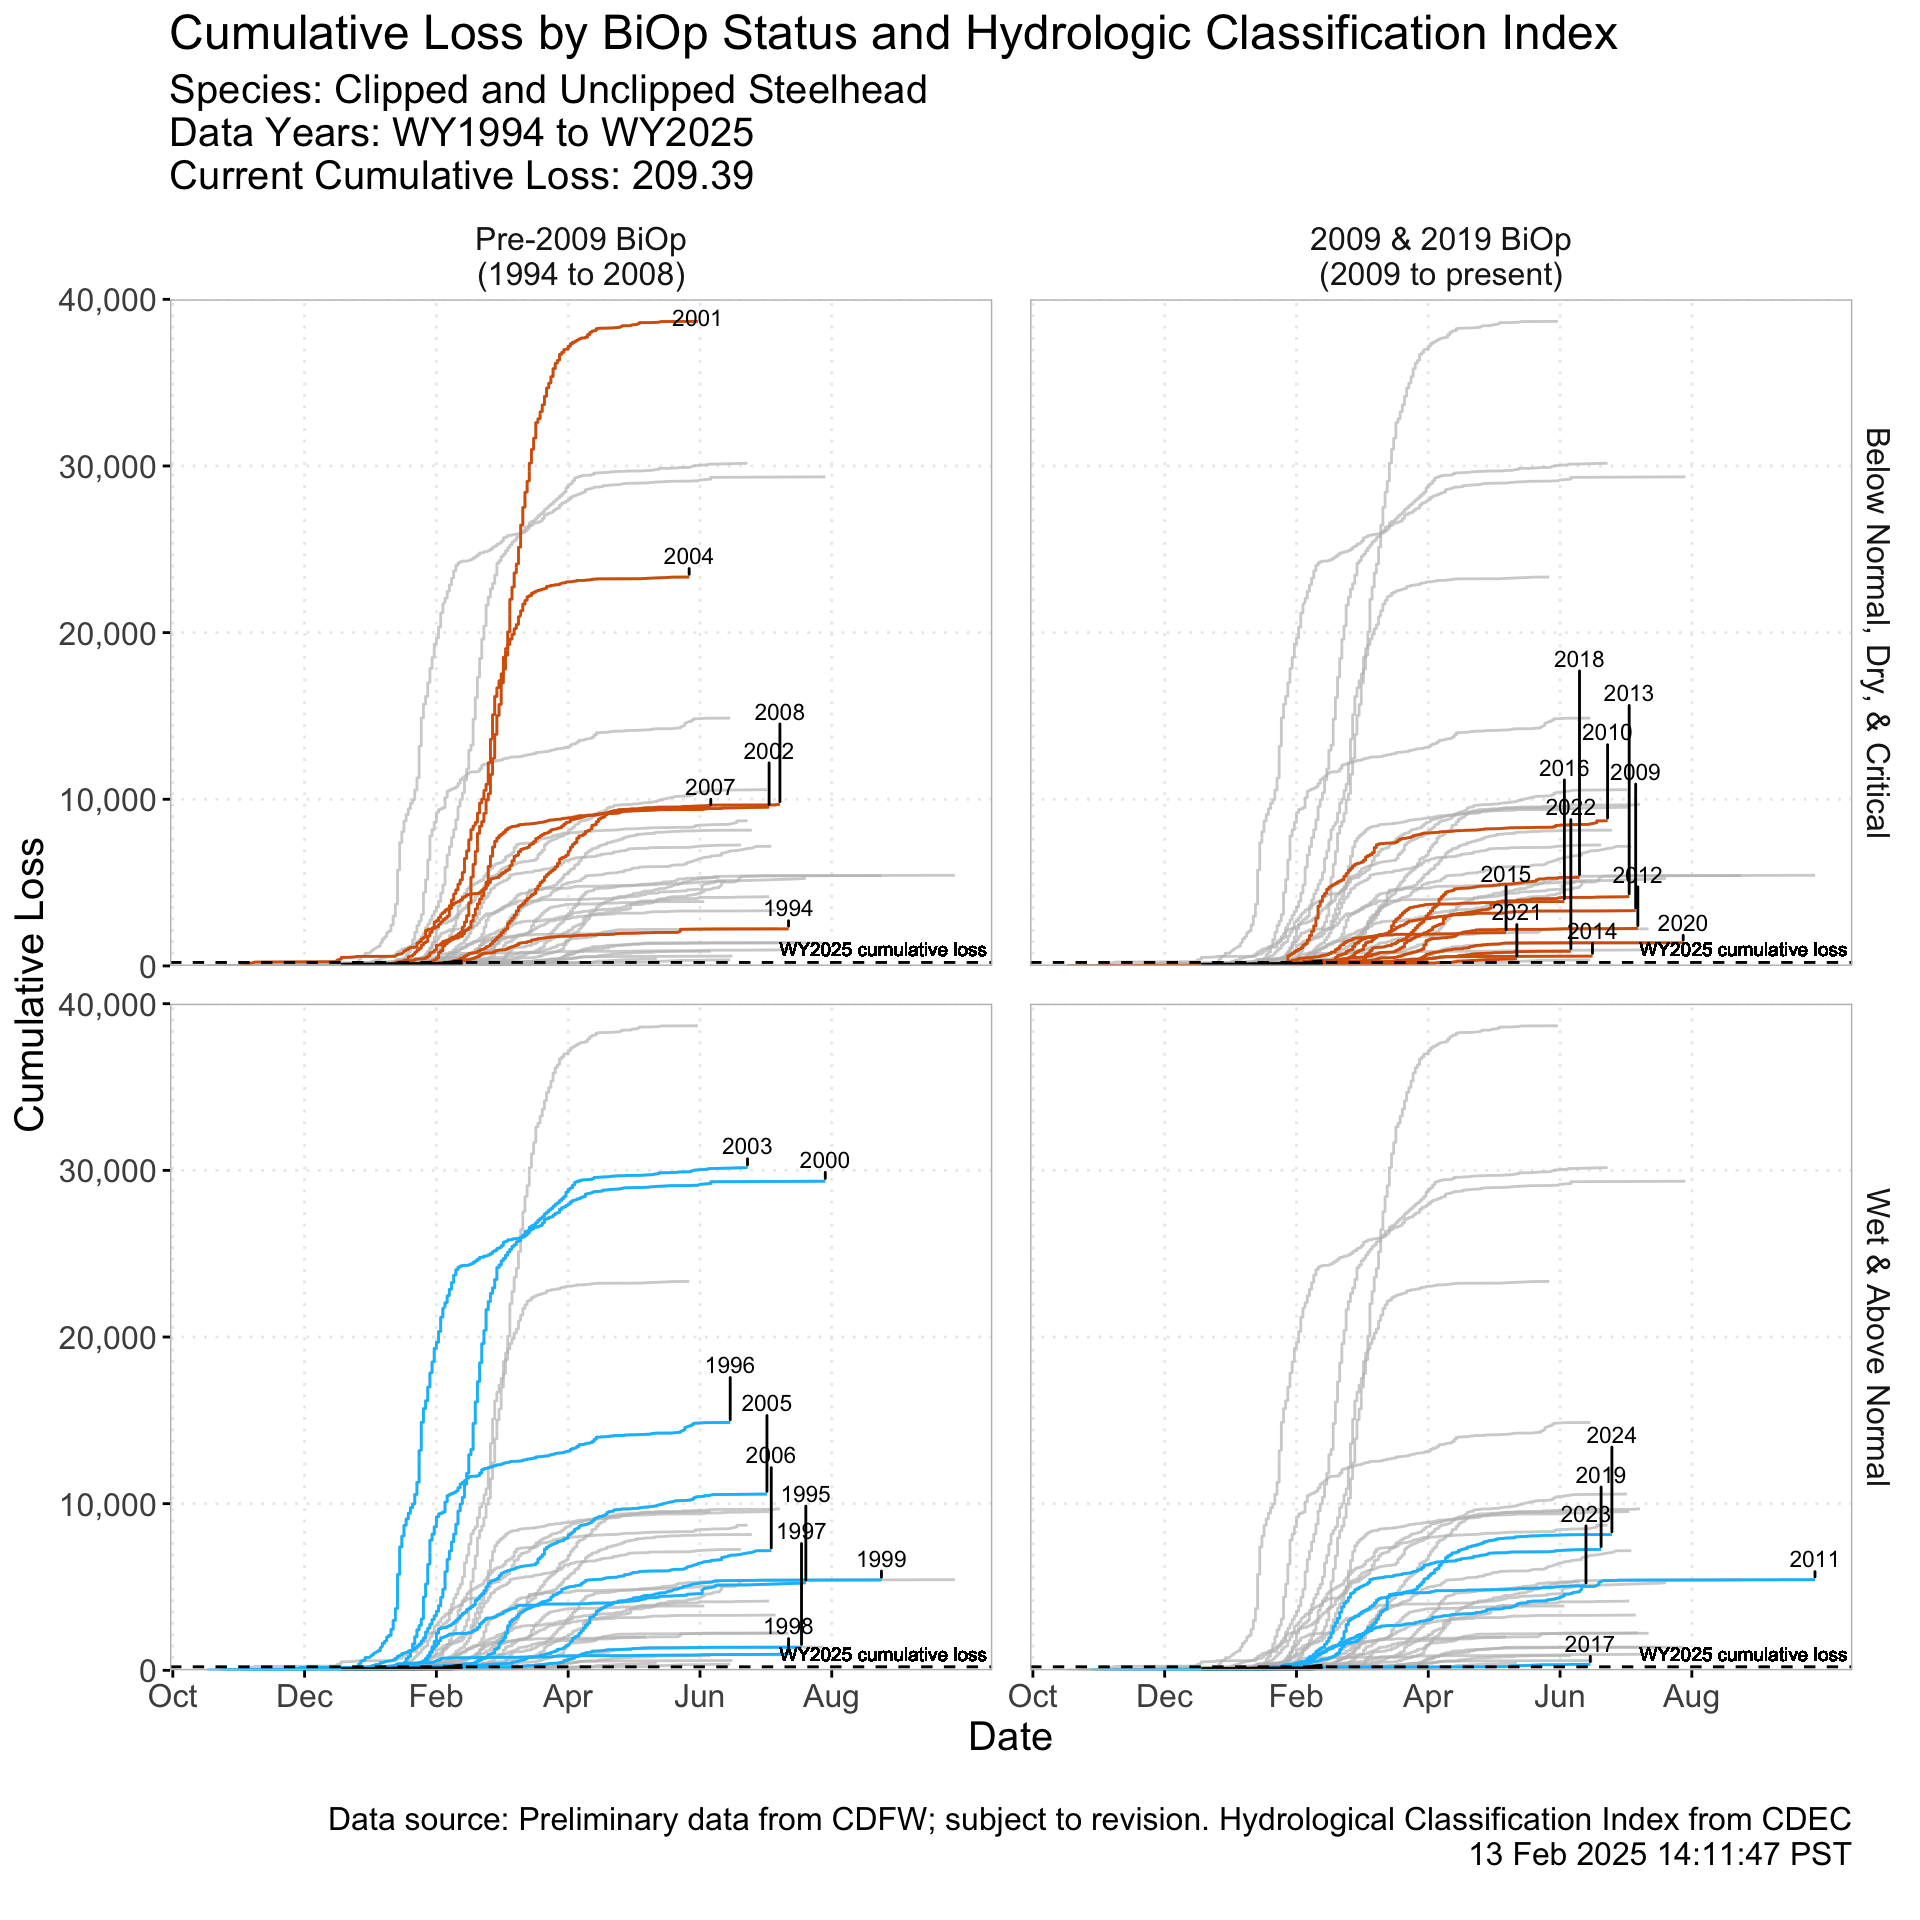 Cumulative Loss by BiOp Status and Hydrologic Classification Index
Species: Clipped and Unclipped Steelhead
Data Years: WY1994 to WY2025
Current Cumulative Loss: 209.39
Pre-2009 BiOp
(1994 to 2008)
2009 & 2019 BiOp
(2009 to present)
Cumulative Loss
40,000
30,000
20,000
10,000
0
2001
2004
2008
2002
2007
1994
WY2025 cumulative loss
2018
2013
2010
2016
2009
2022
2015
2012
2021
2020
2014
WY2025 cumulative loss
Below Normal, Dry, & Critical
40,000
30,000
20,000
10,000
0
2003
2000
1996
2005
2006
1995
1997
1999
1998
WY2025 cumulative loss
2024
2019
2023
2011
2017
WY2025 cumulative loss
Wet & Above Normal
Oct Dec Feb Apr Jun Aug
Oct Dec Feb Apr Jun Aug
Date
Data source: Preliminary data from CDFW; subject to revision. Hydrological Classification Index from CDEC
13 Feb 2025 14:11:47 PST